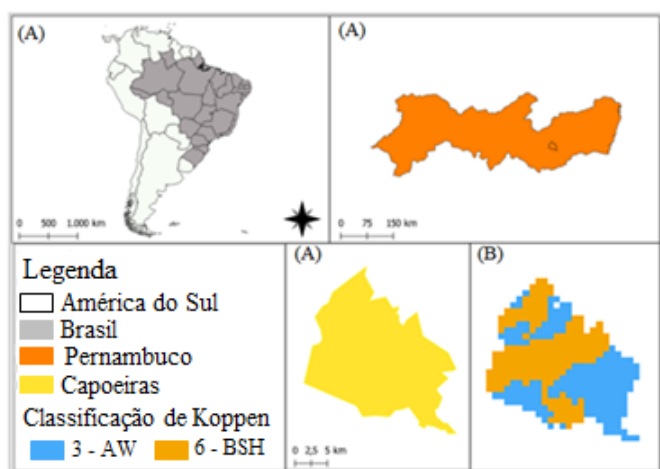 (A)
0 500 1.000 km
(A)
0 75 150 km
Legenda
América do Sul
Brasil
Pernambuco
Capoeiras
Classificação de Koppen
3 - AW 6 - BSH
(A)
0 2,5 5 km
(B)